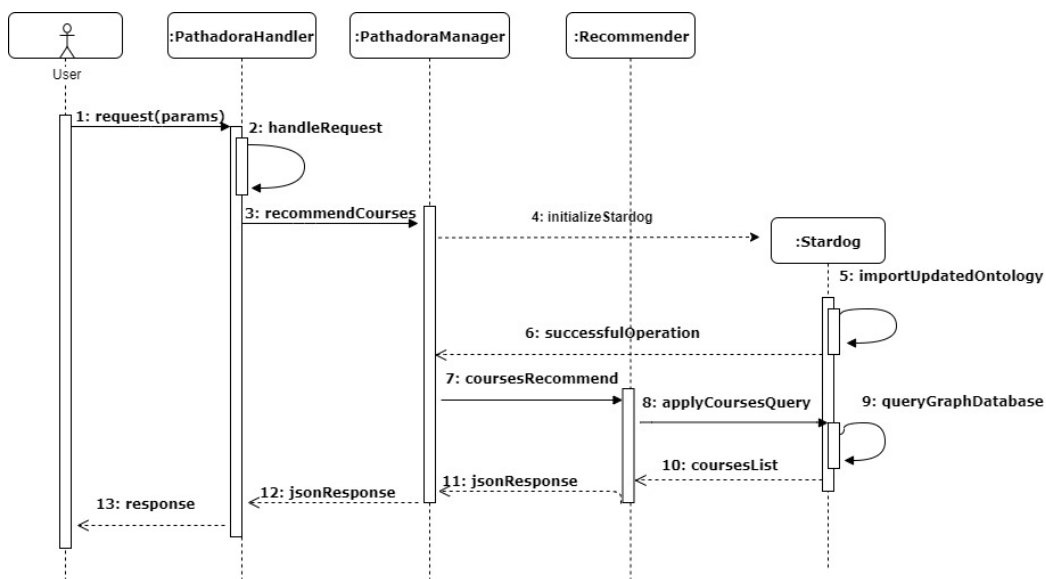 :PathadoraHandler
:PathadoraManager
:Recommender
User
1: request(params)
2: handleRequest
3: recommendCourses
4: initializeStardog
:Stardog
5: importUpdatedOntology
6: successfulOperation
7: coursesRecommend
8: applyCoursesQuery
9: queryGraphDatabase
10: coursesList
11: jsonResponse
12: jsonResponse
13: response